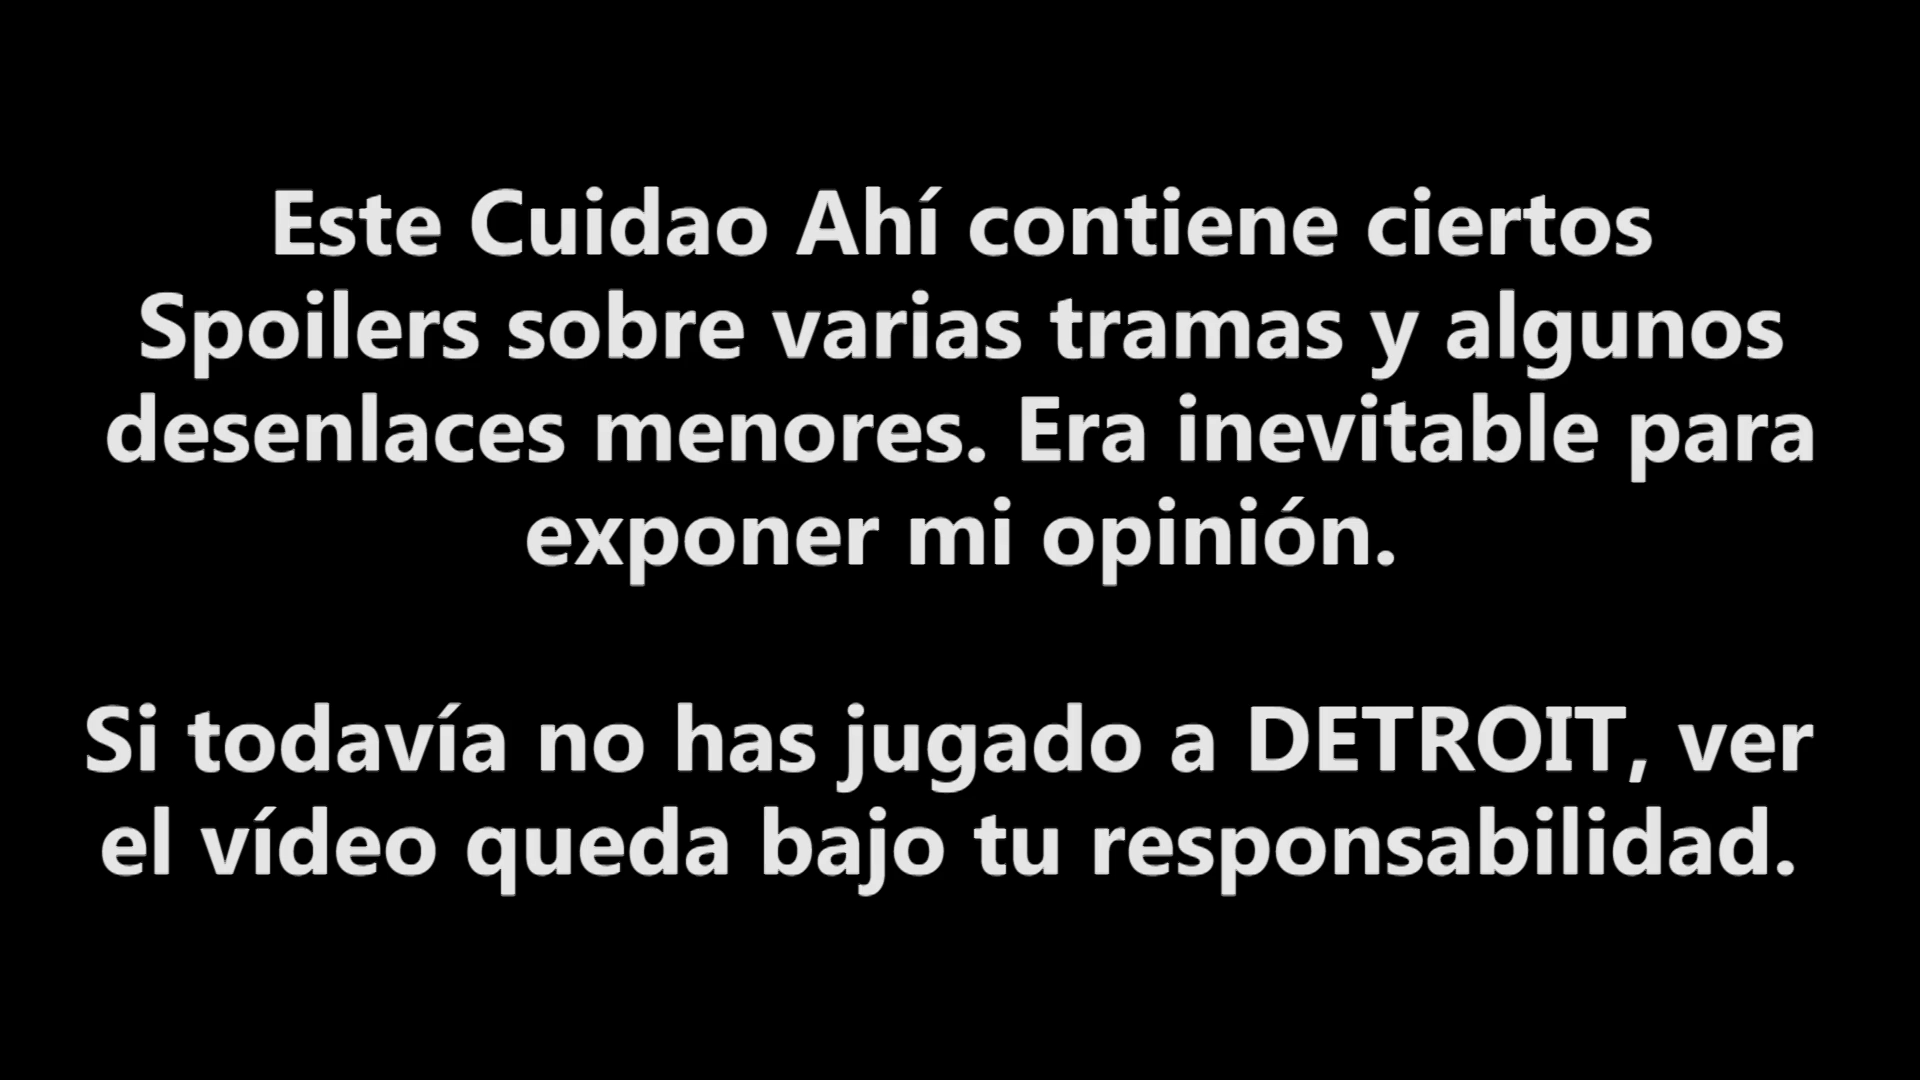 Este Cuidao Ahí contiene ciertos
Spoilers sobre varias tramas y algunos
desenlaces menores. Era inevitable para
exponer mi opinión.
Si todavía no has jugado a DETROIT, ver
el vídeo queda bajo tu responsabilidad.